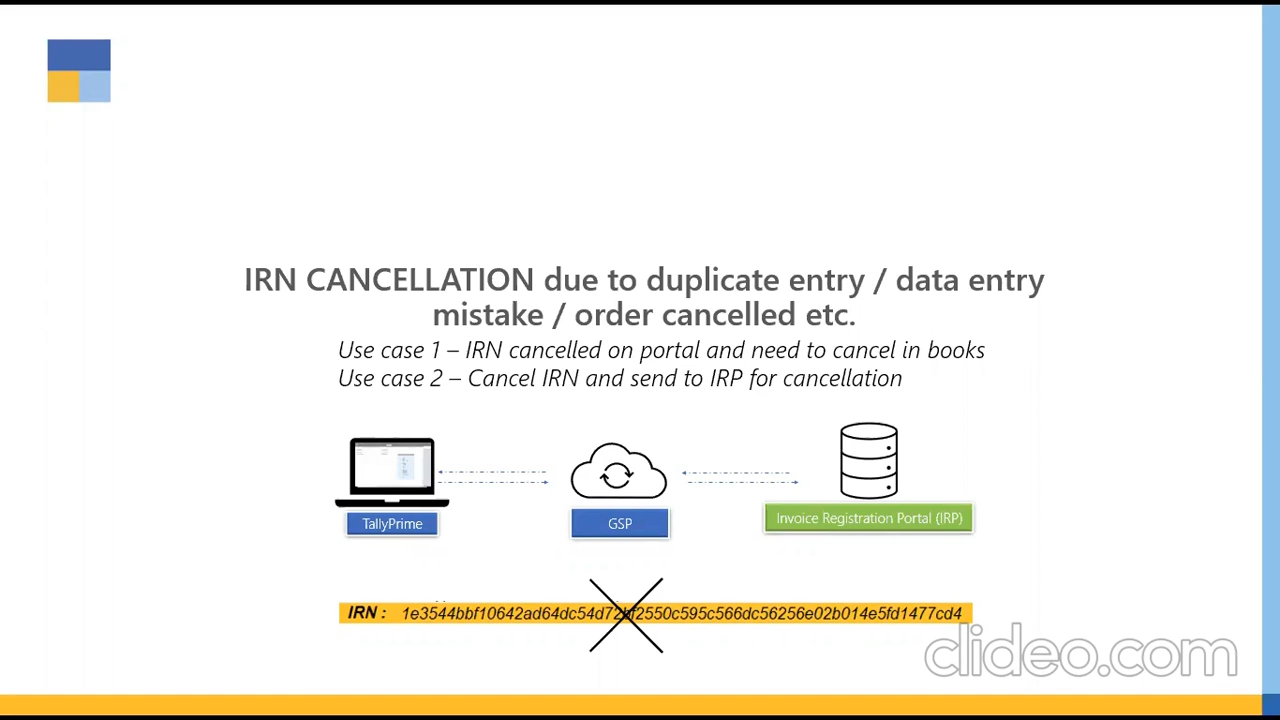 IRN CANCELLATION due to duplicate entry / data entry
mistake / order cancelled etc.
Use case 1 – IRN cancelled on portal and need to cancel in books
Use case 2 – Cancel IRN and send to IRP for cancellation
TallyPrime
GSP
Invoice Registration Portal (IRP)
IRN : 1e3544bbf10642ad64dc54d72bf2550c595c566dc56256e02b014e5fd1477cd4
clideo.com